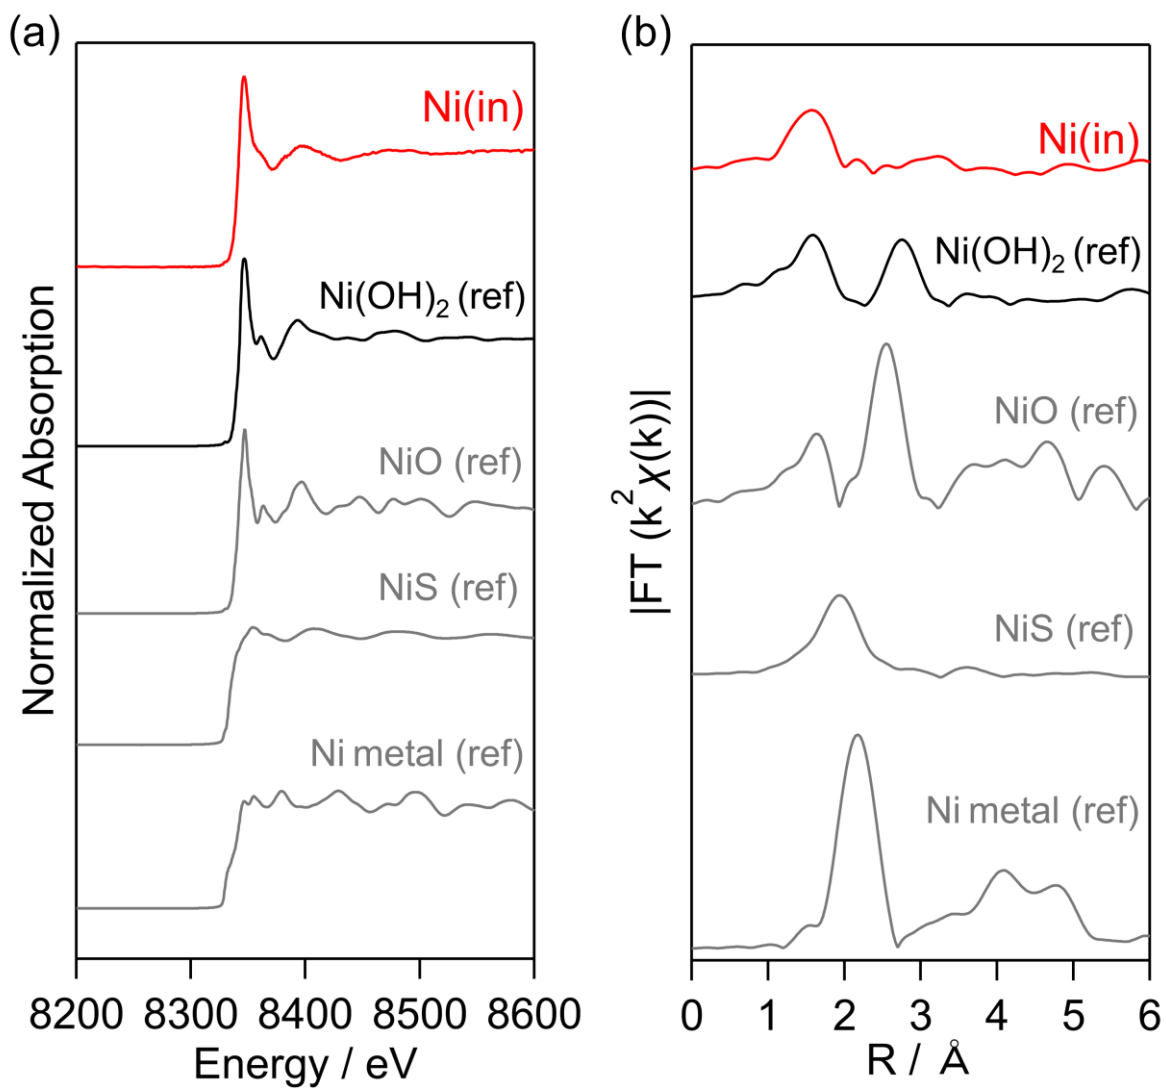 (a)
Ni(in)
Ni(OH)₂ (ref)
NiO (ref)
NiS (ref)
Ni metal (ref)
Normalized Absorption
8200 8300 8400 8500 8600
Energy / eV
(b)
Ni(in)
Ni(OH)₂ (ref)
NiO (ref)
NiS (ref)
Ni metal (ref)
|FT (k² χ(k))|
0 1 2 3 4 5 6
R / Å